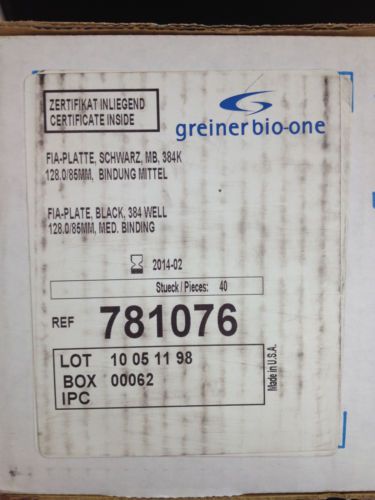 ZERTIFIKAT INLIEGEND
CERTIFICATE INSIDE
greiner bio-one
FIA-PLATTE, SCHWARZ, MB, 384K
128.0/85MM, BINDUNG MITTEL
FIA-PLATE, BLACK, 384 WELL
128.0/85MM, MED. BINDING
2014-02
Stueck / Pieces: 40
REF 781076
LOT 10 05 11 98
BOX 00062
IPC
Made in U.S.A.